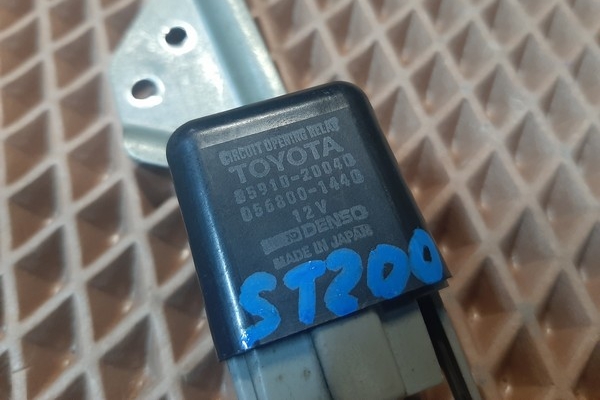 CIRCUIT OPENING RELAY
TOYOTA
85910-20040
056800-1440
12V
DENSO
MADE IN JAPAN
ST200